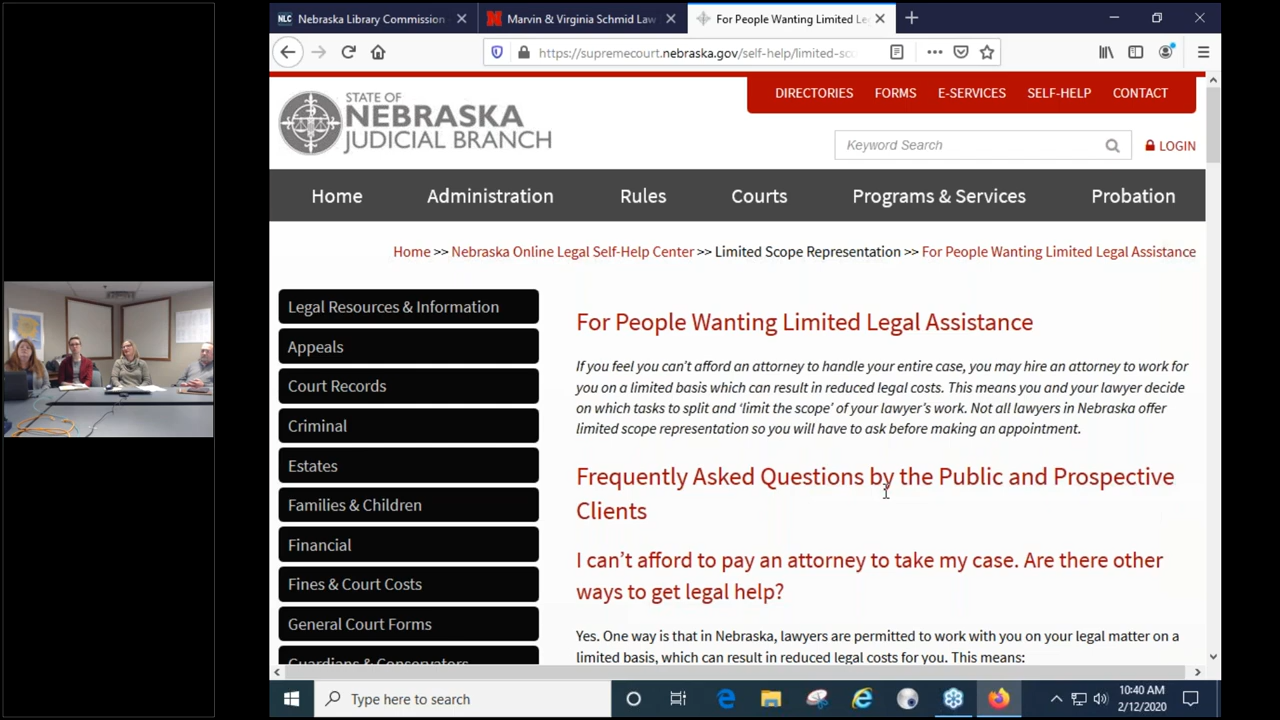 Nebraska Library Commission
Marvin & Virginia Schmid Law
For People Wanting Limited Le
https://supremecourt.nebraska.gov/self-help/limited-sc
DIRECTORIES FORMS E-SERVICES SELF-HELP CONTACT
STATE OF
NEBRASKA
JUDICIAL BRANCH
Keyword Search
LOGIN
Home Administration Rules Courts Programs & Services Probation
Home >> Nebraska Online Legal Self-Help Center >> Limited Scope Representation >> For People Wanting Limited Legal Assistance
Legal Resources & Information
Appeals
Court Records
Criminal
Estates
Families & Children
Financial
Fines & Court Costs
General Court Forms
Guardians & Conservators
For People Wanting Limited Legal Assistance
If you feel you can't afford an attorney to handle your entire case, you may hire an attorney to work for
you on a limited basis which can result in reduced legal costs. This means you and your lawyer decide
on which tasks to split and ‘limit the scope’ of your lawyer's work. Not all lawyers in Nebraska offer
limited scope representation so you will have to ask before making an appointment.
Frequently Asked Questions by the Public and Prospective
Clients
I can’t afford to pay an attorney to take my case. Are there other
ways to get legal help?
Yes. One way is that in Nebraska, lawyers are permitted to work with you on your legal matter on a
limited basis, which can result in reduced legal costs for you. This means:
Type here to search
10:40 AM
2/12/2020